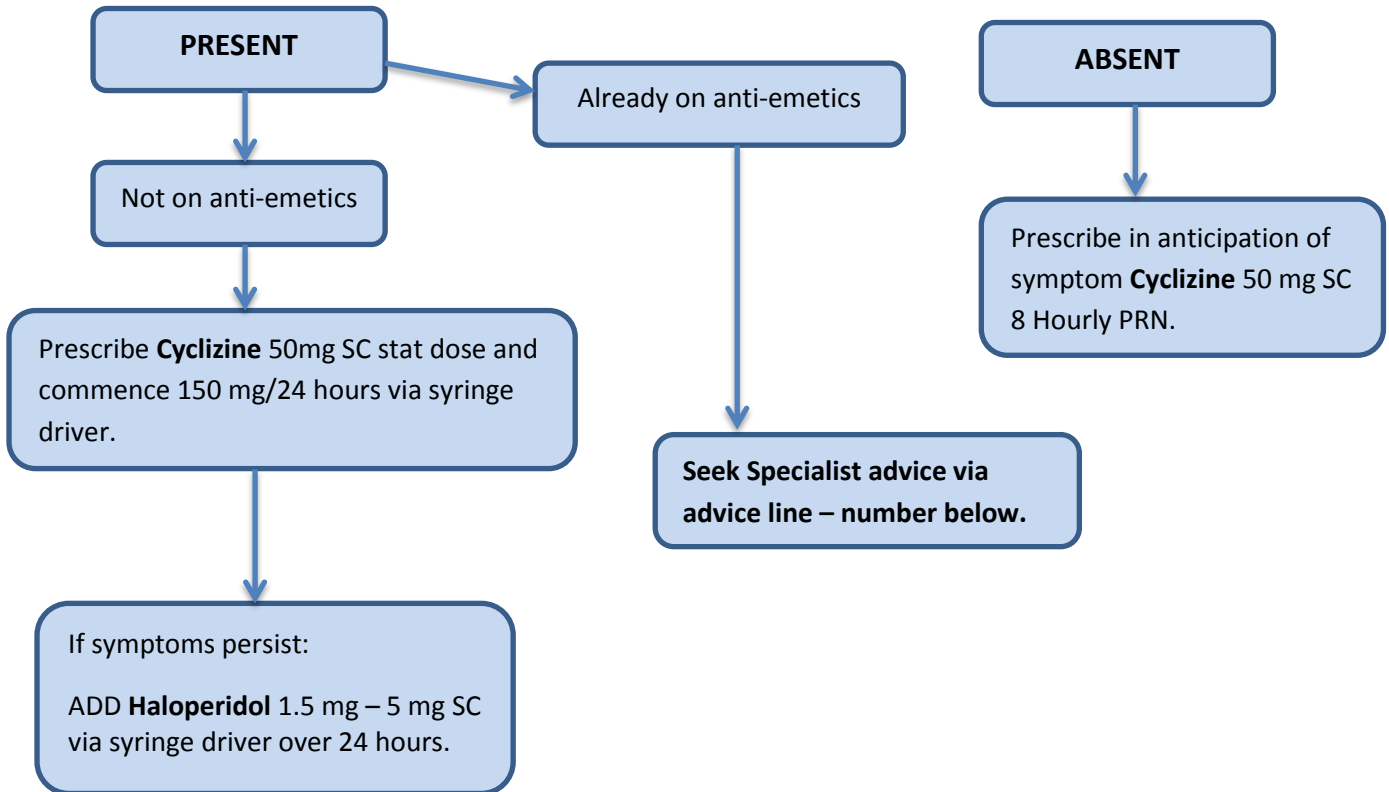 PRESENT
Already on anti-emetics
ABSENT
Not on anti-emetics
Prescribe in anticipation of
symptom Cyclizine 50 mg SC
8 Hourly PRN.
Prescribe Cyclizine 50mg SC stat dose and
commence 150 mg/24 hours via syringe
driver.
Seek Specialist advice via
advice line – number below.
If symptoms persist:
ADD Haloperidol 1.5 mg – 5 mg SC
via syringe driver over 24 hours.